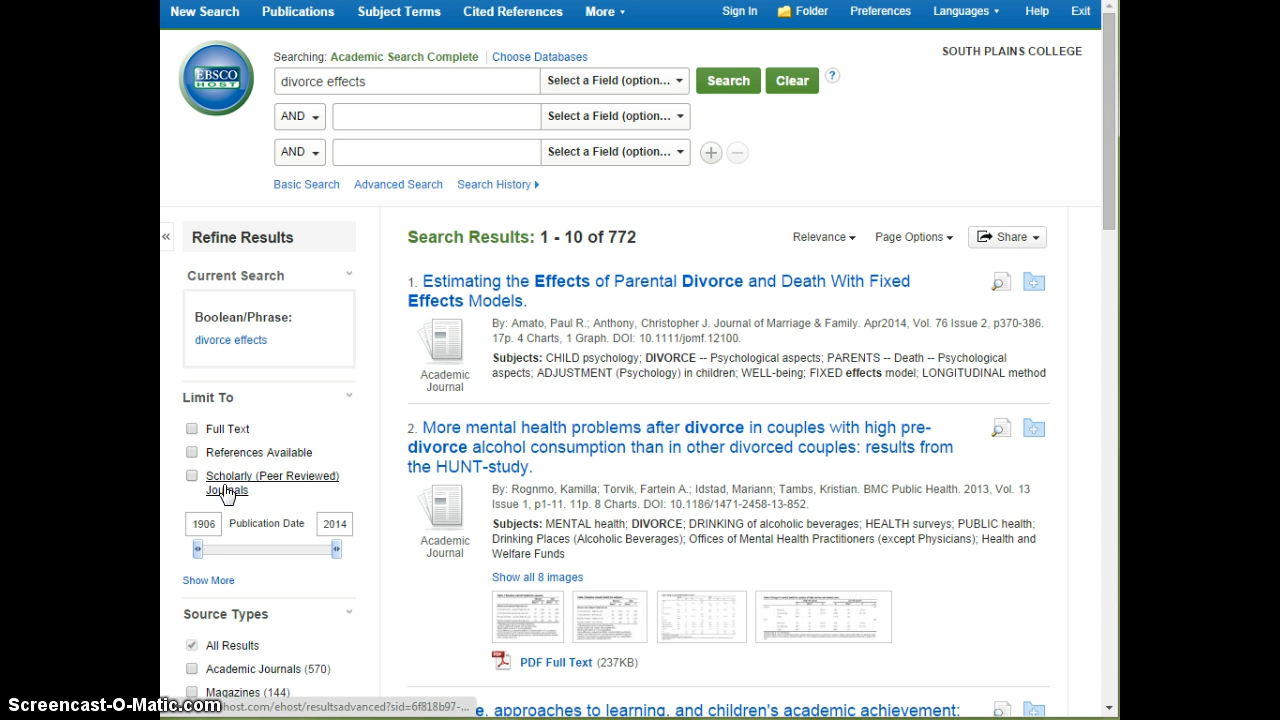 New Search Publications Subject Terms Cited References More Sign In Folder Preferences Languages Help Exit
EBSCO
HOST
Searching: Academic Search Complete Choose Databases
SOUTH PLAINS COLLEGE
divorce effects Select a Field (option... Search Clear ?
AND Select a Field (option...
AND Select a Field (option...
Basic Search Advanced Search Search History
« Refine Results
Current Search
Boolean/Phrase:
divorce effects
Limit To
Full Text
References Available
Scholarly (Peer Reviewed)
Journals
1906 Publication Date 2014
Show More
Source Types
All Results
Academic Journals (570)
Magazines (144)
Search Results: 1 - 10 of 772
Relevance Page Options Share
1. Estimating the Effects of Parental Divorce and Death With Fixed
Effects Models.
Academic
Journal
By: Amato, Paul R.; Anthony, Christopher J. Journal of Marriage & Family. Apr2014, Vol. 76 Issue 2, p370-386.
17p. 4 Charts, 1 Graph. DOI: 10.1111/jomf.12100.
Subjects: CHILD psychology; DIVORCE -- Psychological aspects; PARENTS -- Death -- Psychological
aspects; ADJUSTMENT (Psychology) in children; WELL-being; FIXED effects model; LONGITUDINAL method
2. More mental health problems after divorce in couples with high pre-
divorce alcohol consumption than in other divorced couples: results from
the HUNT-study.
Academic
Journal
By: Rognmo, Kamilla; Torvik, Fartein A.; Idstad, Mariann; Tambs, Kristian. BMC Public Health. 2013, Vol. 13
Issue 1, p1-11. 11p. 8 Charts. DOI: 10.1186/1471-2458-13-852.
Subjects: MENTAL health; DIVORCE; DRINKING of alcoholic beverages; HEALTH surveys; PUBLIC health;
Drinking Places (Alcoholic Beverages); Offices of Mental Health Practitioners (except Physicians); Health and
Welfare Funds
Show all 8 images
PDF Full Text (237KB)
e, approaches to learning, and children's academic achievement:
Screencast-O-Matic.com
host.com/ehost/resultsadvanced?sid=6f818b97-...